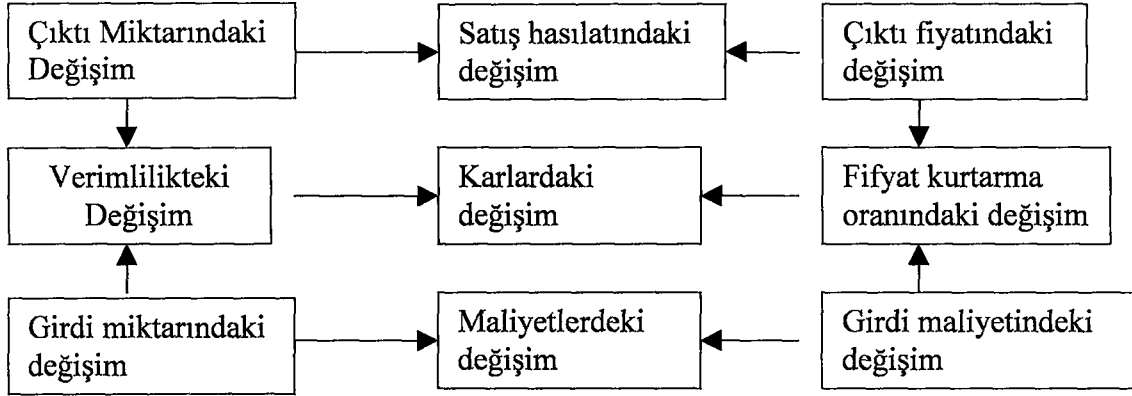 Çıktı Miktarındaki
Değişim
Satış hasılatındaki
değişim
Çıktı fiyatındaki
değişim
Verimlilikteki
Değişim
Karlardaki
değişim
Fifyat kurtarma
oranındaki değişim
Girdi miktarındaki
değişim
Maliyetlerdeki
değişim
Girdi maliyetindeki
değişim